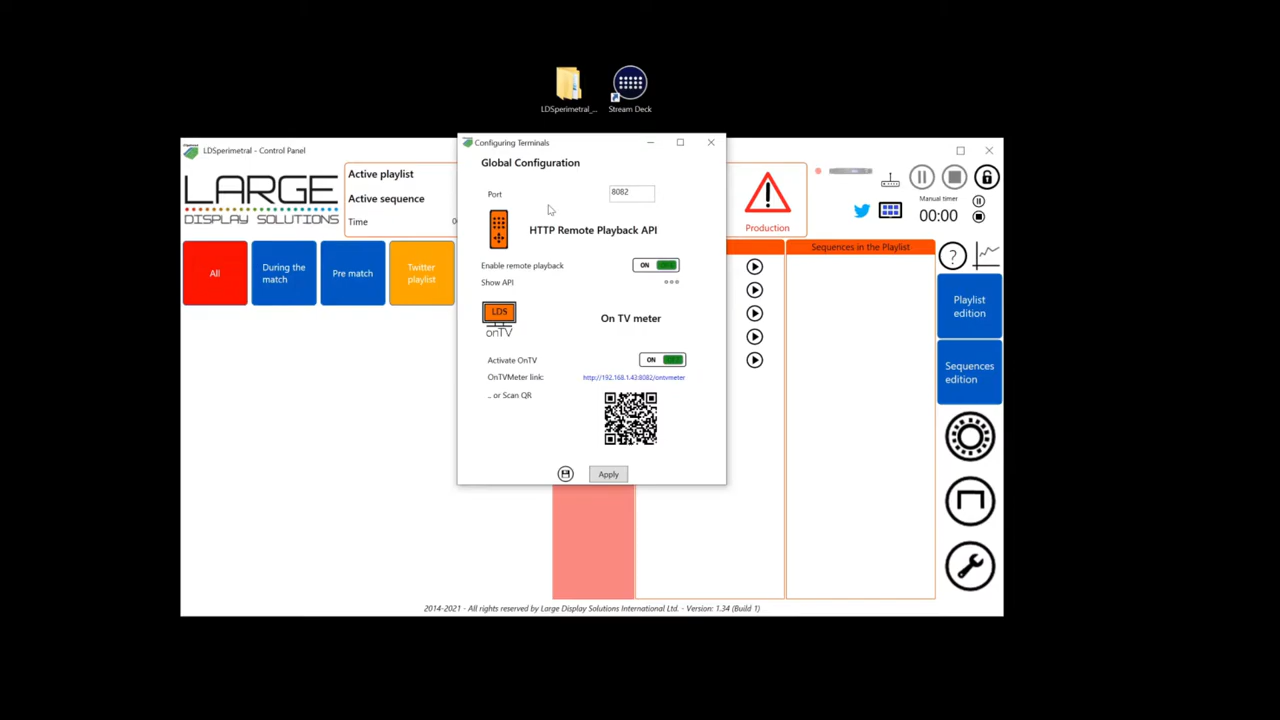 LDSperimetral_...
Stream Deck
LDSperimetral - Control Panel
LARGE
DISPLAY SOLUTIONS
Active playlist
Active sequence
Time
Configuring Terminals
Global Configuration
Port
8082
HTTP Remote Playback API
Enable remote playback
ON
Show API
LDS
onTV
On TV meter
Activate OnTV
ON
OnTVMeter link:
http://192.168.1.43:8082/ontvmeter
.. or Scan QR
Apply
Production
Manual timer
00:00
All
During the
match
Pre match
Twitter
playlist
Sequences in the Playlist
?
Playlist
edition
Sequences
edition
2014-2021 - All rights reserved by Large Display Solutions International Ltd. - Version: 1.34 (Build 1)